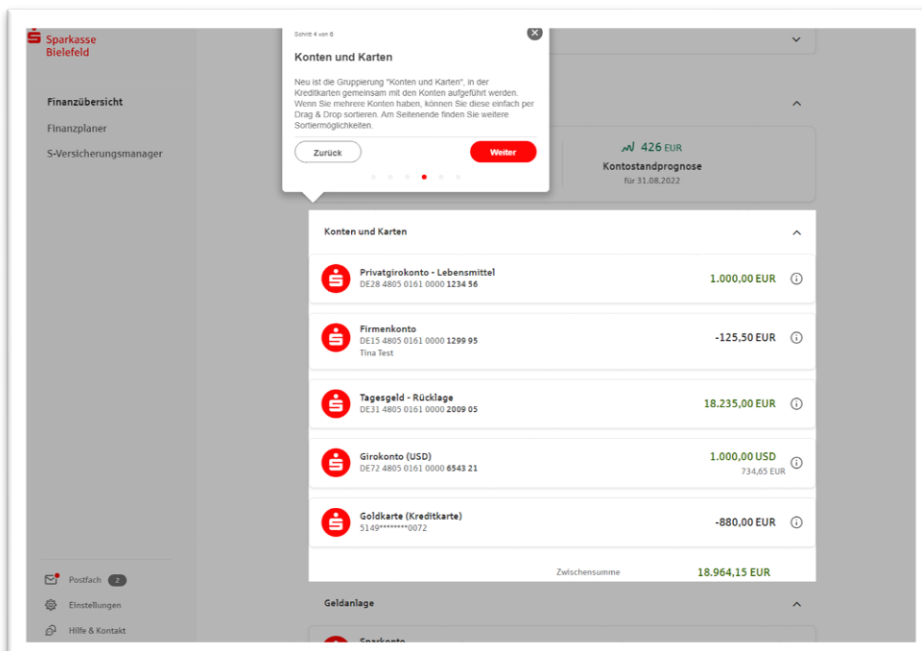 Sparkasse
Bielefeld
Finanzübersicht
Finanzplaner
S-Versicherungsmanager
Schritt 4 von 6
Konten und Karten
Neu ist die Gruppierung "Konten und Karten", in der
Kreditkarten gemeinsam mit den Konten aufgeführt werden.
Wenn Sie mehrere Konten haben, können Sie diese einfach per
Drag & Drop sortieren. Am Seitenende finden Sie weitere
Sortiermöglichkeiten.
Zurück
Weiter
426 EUR
Kontostandprognose
für 31.08.2022
Konten und Karten
Privatgirokonto - Lebensmittel
DE28 4805 0161 0000 1234 56
1.000,00 EUR
Firmenkonto
DE15 4805 0161 0000 1299 95
Tina Test
-125,50 EUR
Tagesgeld - Rücklage
DE31 4805 0161 0000 2009 05
18.235,00 EUR
Girokonto (USD)
DE72 4805 0161 0000 6543 21
1.000,00 USD
734,65 EUR
Goldkarte (Kreditkarte)
5149********0072
-880,00 EUR
Zwischensumme 18.964,15 EUR
Geldanlage
Sparkonto
Postfach 2
Einstellungen
Hilfe & Kontakt